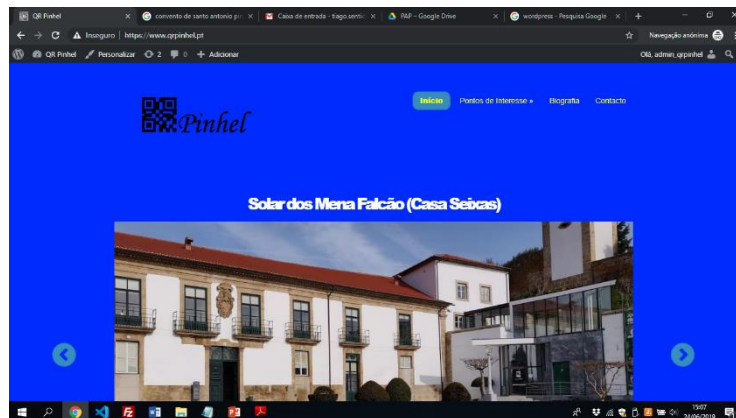 QR Pinhel
convento de santo antonio pi
Caixa de entrada - tiago.sentie
PAP – Google Drive
wordpress - Pesquisa Google
Inseguro | https://www.qrpinhel.pt
Navegação anónima
QR Pinhel Personalizar 2 0 Adicionar
Olá, admin_qrpinhel
Início Pontos de Interesse » Biografia Contacto
Pinhel
Solar dos Mena Falcão (Casa Seixas)
15:07
24/06/2019